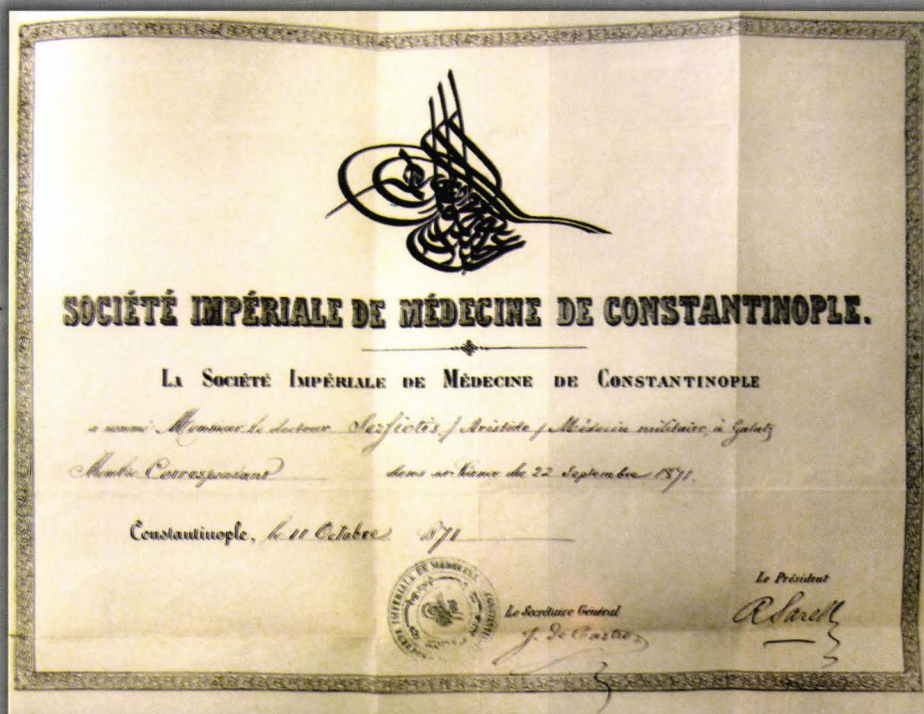 SOCIÉTÉ IMPÉRIALE DE MÉDECINE DE CONSTANTINOPLE.
LA SOCIÉTÉ IMPÉRIALE DE MÉDECINE DE CONSTANTINOPLE
a nommé Monsieur le docteur Serfiotis / Aristide / Médecin militaire, à Galatz
Membre Correspondant dans sa Séance du 22 Septembre 1871.
Constantinople, le 11 Octobre 1871
Le Président
Le Secrétaire Général